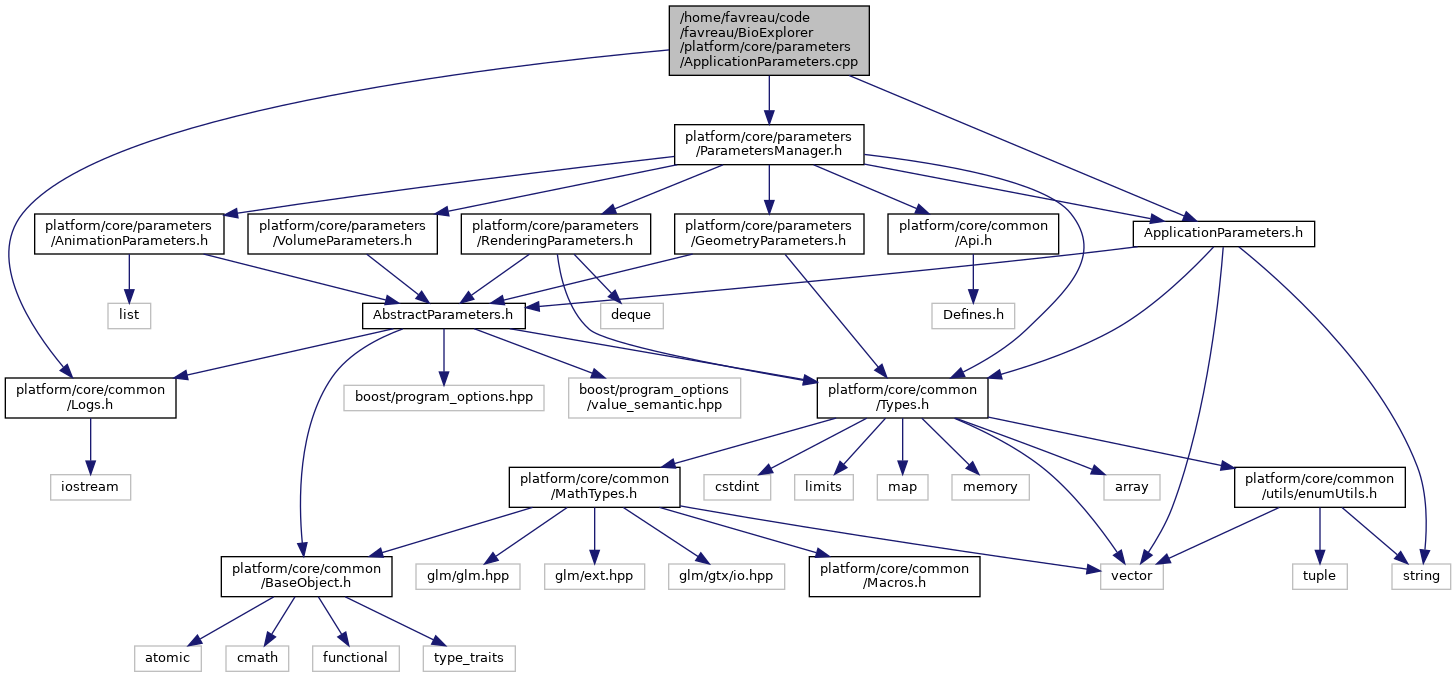 /home/favreau/code
/favreau/BioExplorer
/platform/core/parameters
/ApplicationParameters.cpp
platform/core/parameters
/ParametersManager.h
platform/core/parameters
/AnimationParameters.h
platform/core/parameters
/VolumeParameters.h
platform/core/parameters
/RenderingParameters.h
platform/core/parameters
/GeometryParameters.h
platform/core/common
/Api.h
ApplicationParameters.h
list
AbstractParameters.h
deque
Defines.h
platform/core/common
/Logs.h
boost/program_options.hpp
boost/program_options
/value_semantic.hpp
platform/core/common
/Types.h
iostream
platform/core/common
/MathTypes.h
cstdint
limits
map
memory
array
platform/core/common
/utils/enumUtils.h
platform/core/common
/BaseObject.h
glm/glm.hpp
glm/ext.hpp
glm/gtx/io.hpp
platform/core/common
/Macros.h
vector
tuple
string
atomic
cmath
functional
type_traits